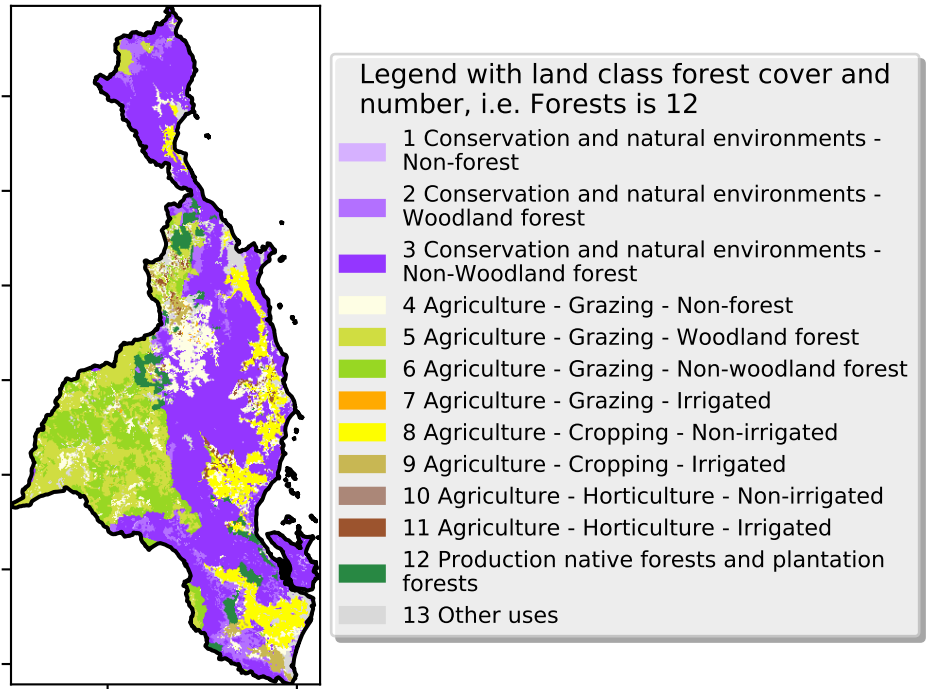 Legend with land class forest cover and
number, i.e. Forests is 12
1 Conservation and natural environments -
Non-forest
2 Conservation and natural environments -
Woodland forest
3 Conservation and natural environments -
Non-Woodland forest
4 Agriculture - Grazing - Non-forest
5 Agriculture - Grazing - Woodland forest
6 Agriculture - Grazing - Non-woodland forest
7 Agriculture - Grazing - Irrigated
8 Agriculture - Cropping - Non-irrigated
9 Agriculture - Cropping - Irrigated
10 Agriculture - Horticulture - Non-irrigated
11 Agriculture - Horticulture - Irrigated
12 Production native forests and plantation
forests
13 Other uses